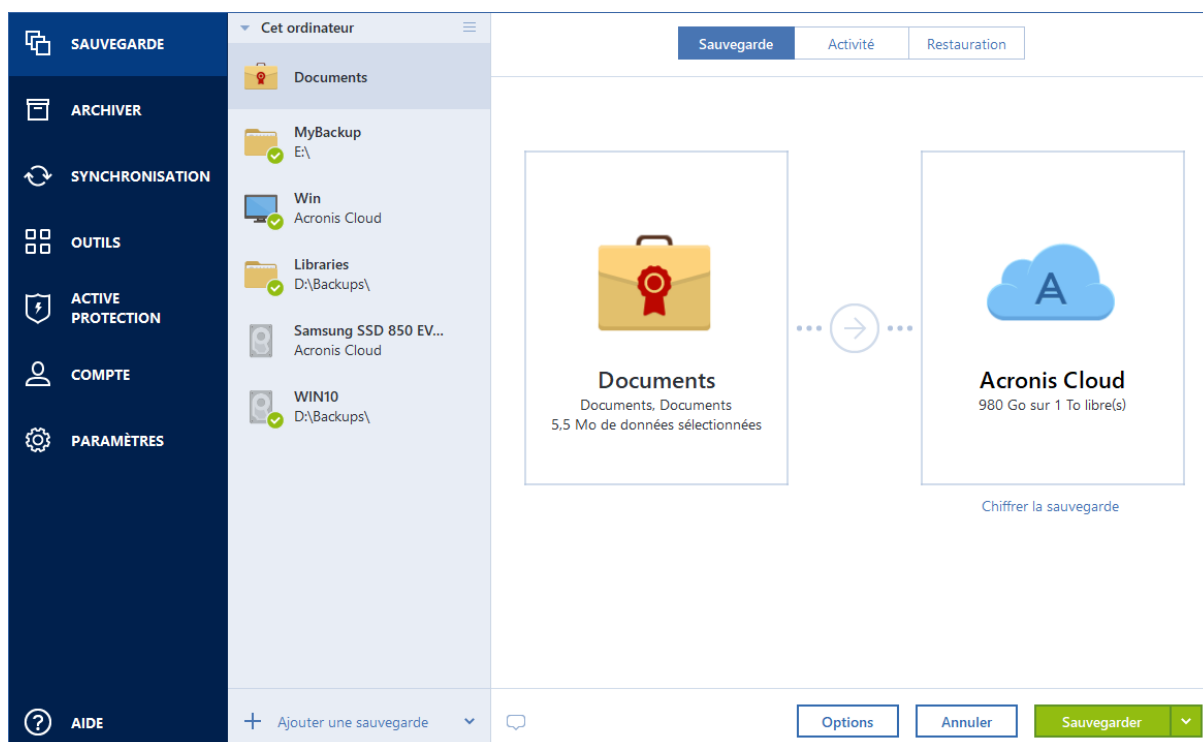 SAUVEGARDE
ARCHIVER
SYNCHRONISATION
OUTILS
ACTIVE
PROTECTION
COMPTE
PARAMÈTRES
AIDE
Cet ordinateur
Documents
MyBackup
E:\
Win
Acronis Cloud
Libraries
D:\Backups\
Samsung SSD 850 EV...
Acronis Cloud
WIN10
D:\Backups\
Ajouter une sauvegarde
Sauvegarde
Activité
Restauration
Documents
Documents, Documents
5,5 Mo de données sélectionnées
Acronis Cloud
980 Go sur 1 To libre(s)
Chiffrer la sauvegarde
Options
Annuler
Sauvegarder